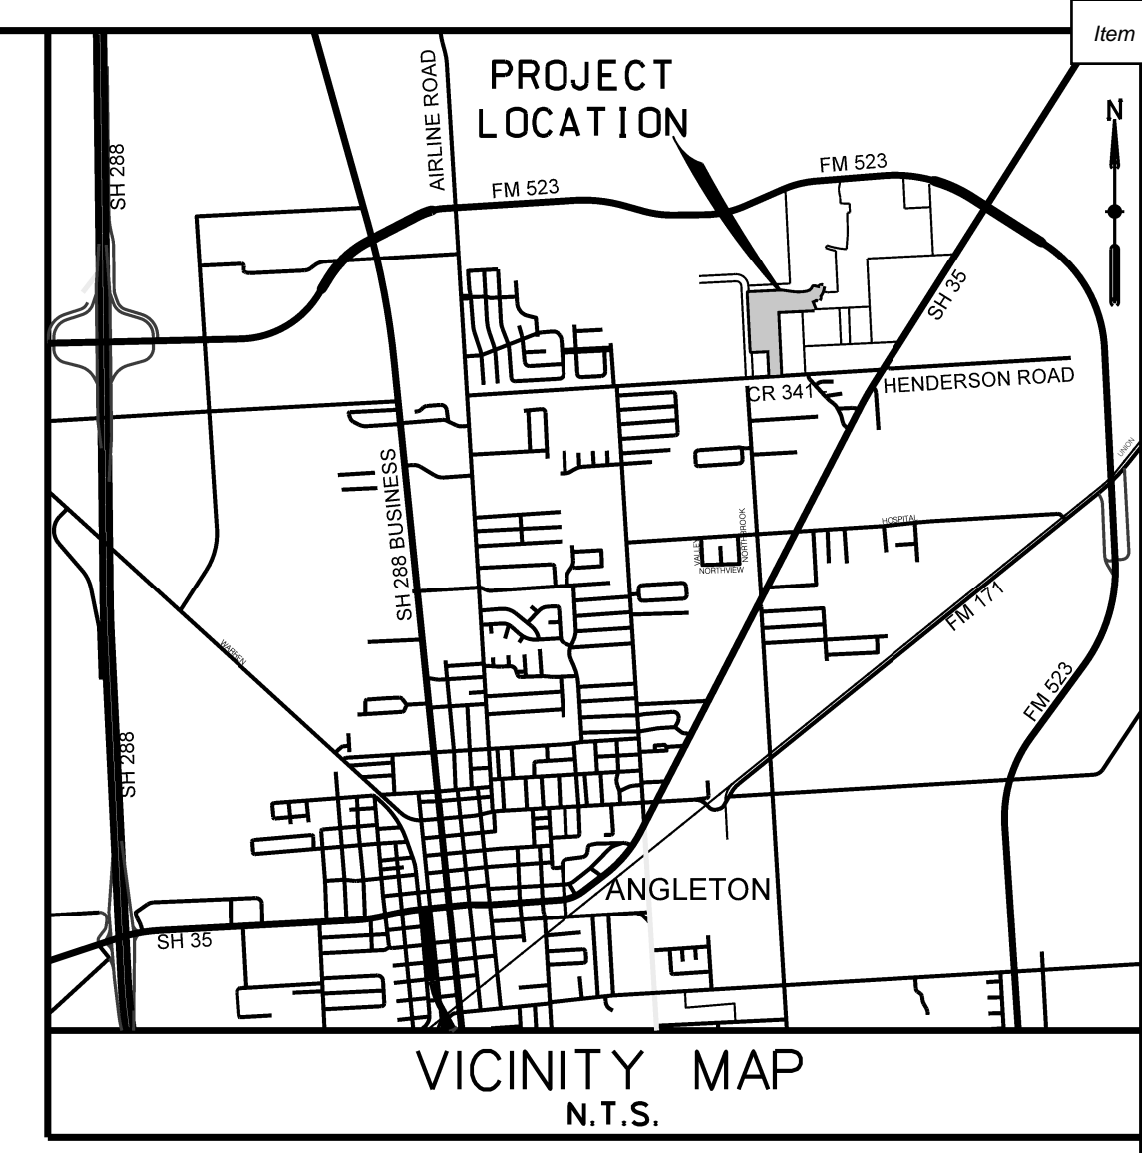 Item
PROJECT
LOCATION
N
AIRLINE ROAD
SH 288
FM 523
FM 523
SH 35
CR 341
HENDERSON ROAD
UNION
SH 288 BUSINESS
VALLEY
NORTHBROOK
NORTHVIEW
HOSPITAL
FM 171
WARREN
FM 523
SH 288
ANGLETON
SH 35
VICINITY MAP
N.T.S.